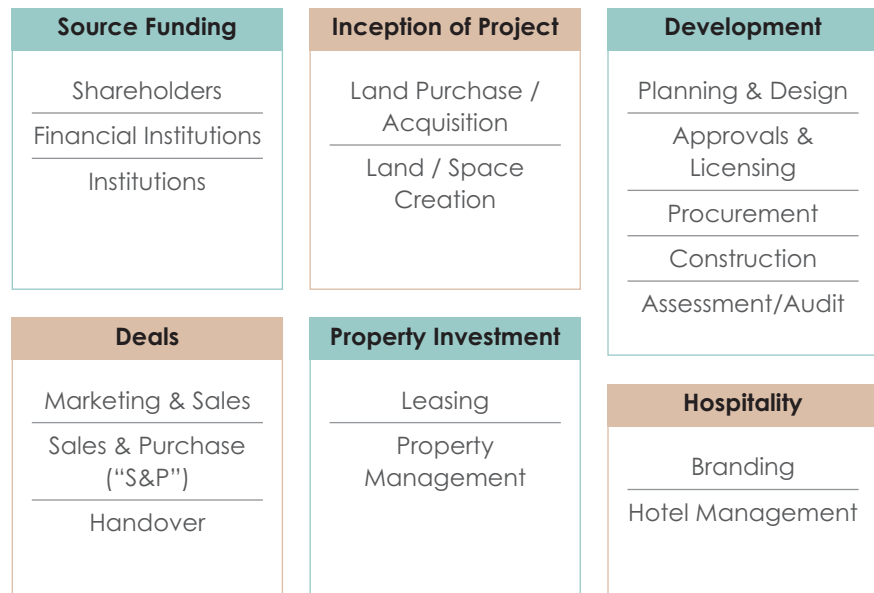 Source Funding
Shareholders
Financial Institutions
Institutions
Inception of Project
Land Purchase /
Acquisition
Land / Space
Creation
Development
Planning & Design
Approvals &
Licensing
Procurement
Construction
Assessment/Audit
Deals
Marketing & Sales
Sales & Purchase
(“S&P”)
Handover
Property Investment
Leasing
Property
Management
Hospitality
Branding
Hotel Management